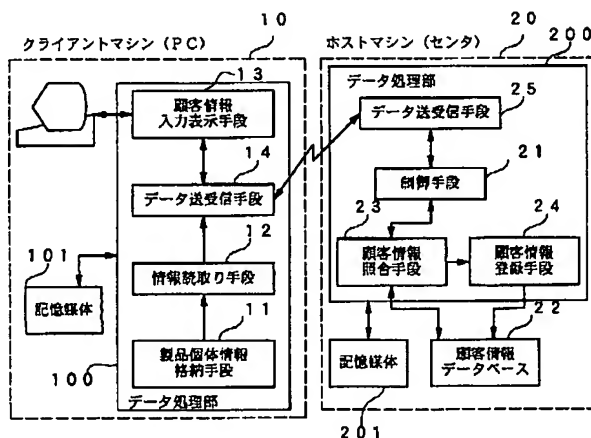 クライアントマシン(PC)
10
13
顧客情報
入力表示手段
14
データ送受信手段
12
情報読取り手段
101
記憶媒体
11
製品個体情報
格納手段
100
データ処理部
ホストマシン(センタ)
20
200
データ処理部
25
データ送受信手段
21
制御手段
23
24
顧客情報
照合手段
顧客情報
登録手段
22
記憶媒体
顧客情報
データベース
201